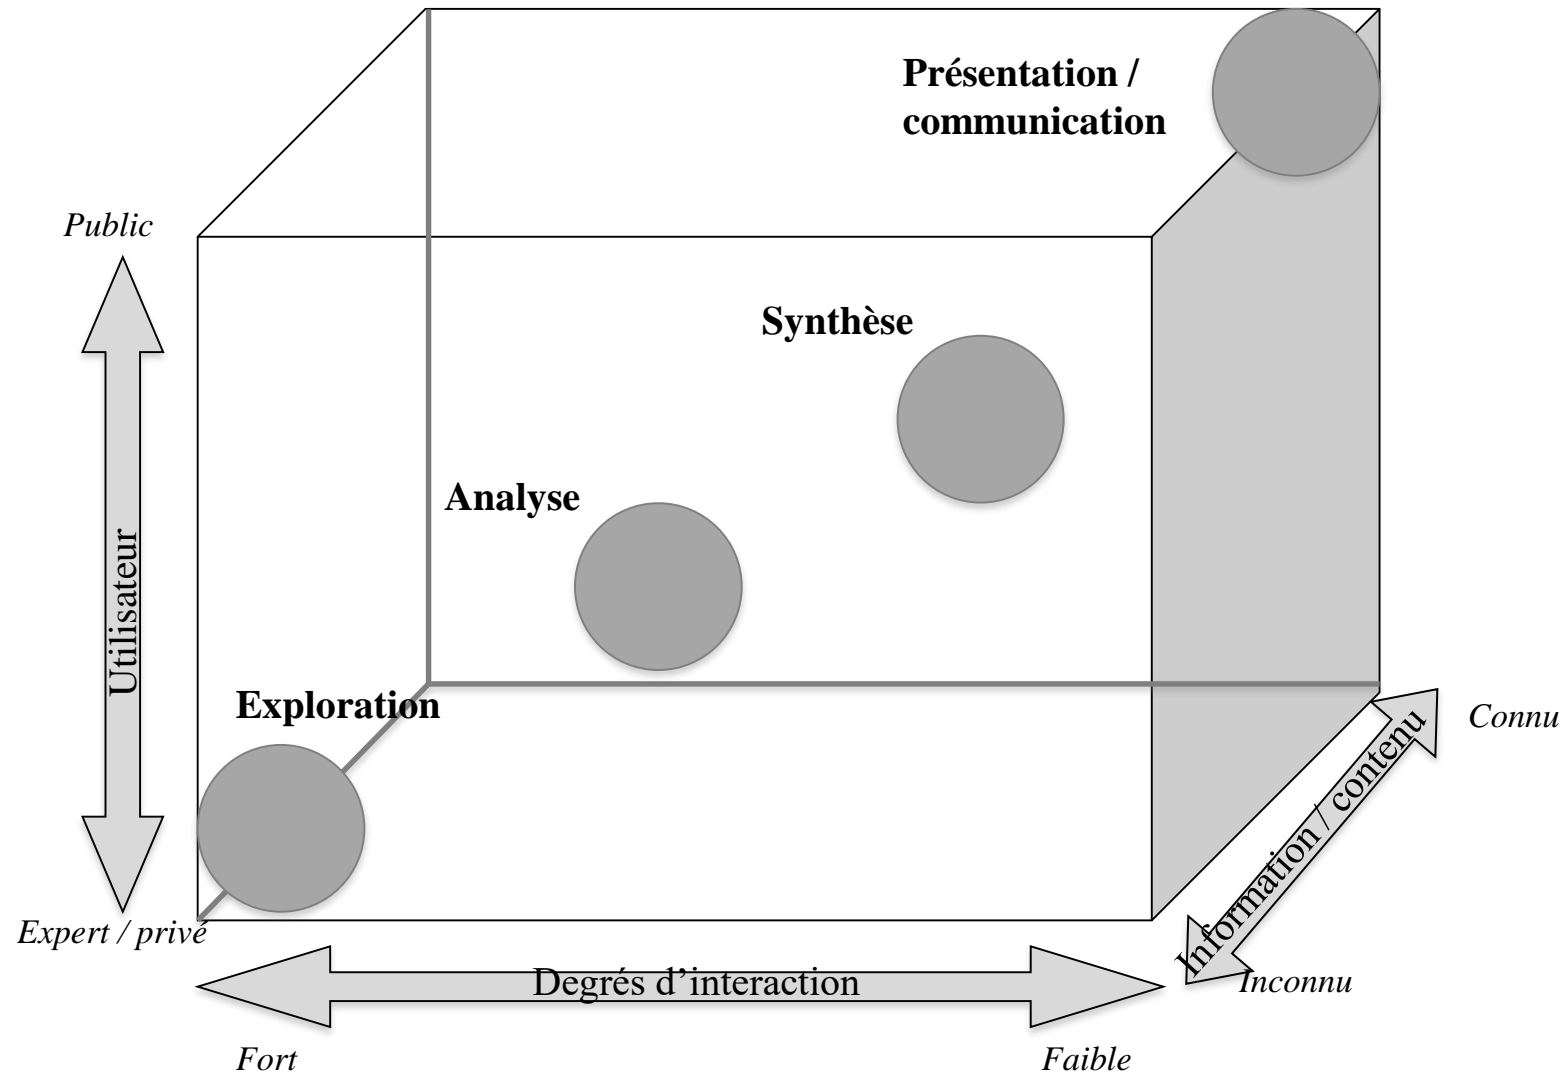 Présentation /
communication
Public
Synthèse
Analyse
Utilisateur
Exploration
Connu
Information / contenu
Expert / privé
Degrés d’interaction
Inconnu
Fort
Faible